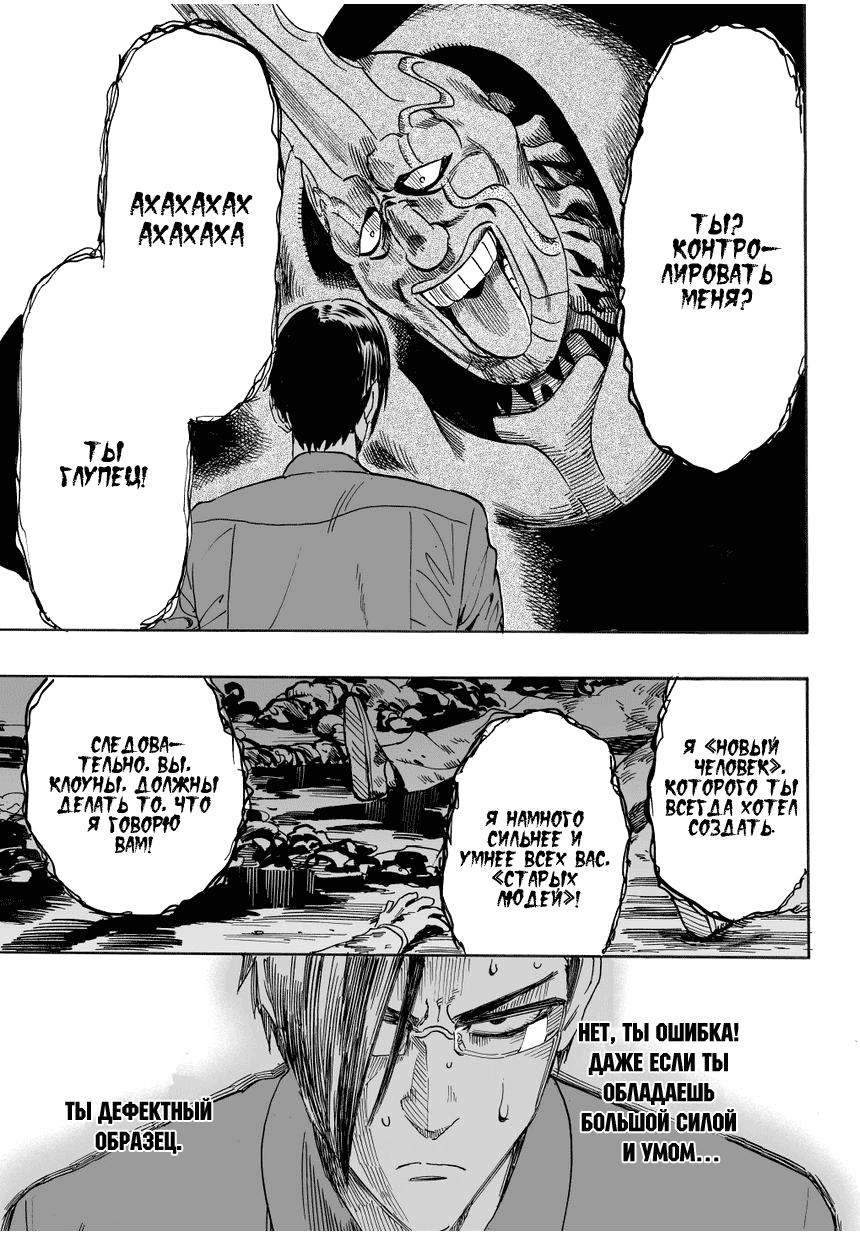 ТЫ?
КОНТРО-
ЛИРОВАТЬ
МЕНЯ?
АХАХАХАХ
АХАХАХА
ТЫ
ГЛУПЕЦ!
Я «НОВЫЙ
ЧЕЛОВЕК»,
КОТОРОГО ТЫ
ВСЕГДА ХОТЕЛ
СОЗДАТЬ.
Я НАМНОГО
СИЛЬНЕЕ И
УМНЕЕ ВСЕХ ВАС,
«СТАРЫХ
ЛЮДЕЙ»!
СЛЕДОВА-
ТЕЛЬНО, ВЫ,
КЛОУНЫ, ДОЛЖНЫ
ДЕЛАТЬ ТО, ЧТО
Я ГОВОРЮ
ВАМ!
НЕТ, ТЫ ОШИБКА!
ДАЖЕ ЕСЛИ ТЫ
ОБЛАДАЕШЬ
БОЛЬШОЙ СИЛОЙ
И УМОМ...
ТЫ ДЕФЕКТНЫЙ
ОБРАЗЕЦ.